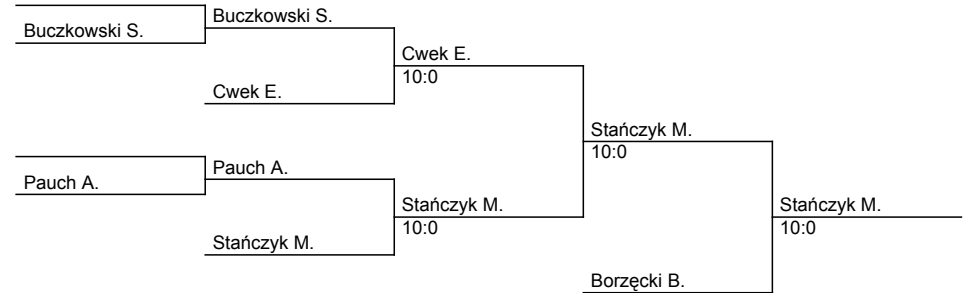 Buczkowski S.
Buczkowski S.
Cwek E.
10:0
Cwek E.
Stańczyk M.
10:0
Pauch A.
Pauch A.
Stańczyk M.
10:0
Stańczyk M.
10:0
Stańczyk M.
Borzęcki B.